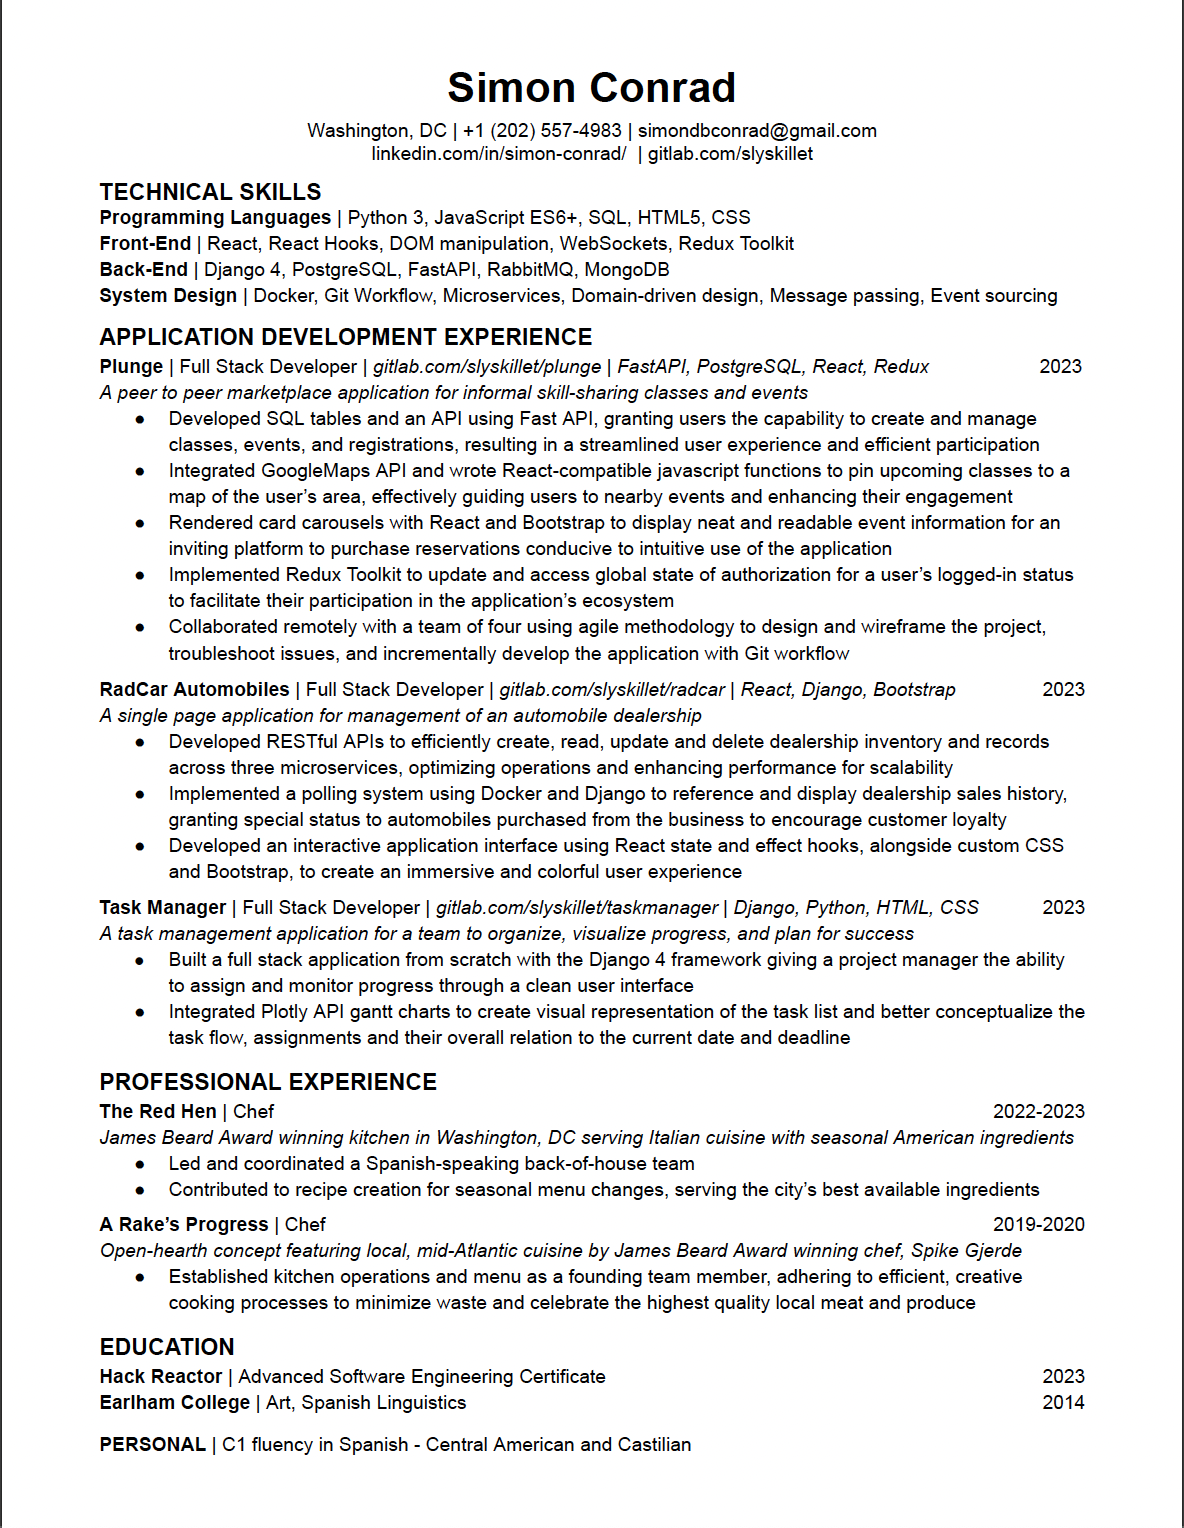 Simon Conrad
Washington, DC | +1 (202) 557-4983 | simondbconrad@gmail.com
linkedin.com/in/simon-conrad/ | gitlab.com/slyskillet
TECHNICAL SKILLS
Programming Languages | Python 3, JavaScript ES6+, SQL, HTML5, CSS
Front-End | React, React Hooks, DOM manipulation, WebSockets, Redux Toolkit
Back-End | Django 4, PostgreSQL, FastAPI, RabbitMQ, MongoDB
System Design | Docker, Git Workflow, Microservices, Domain-driven design, Message passing, Event sourcing
APPLICATION DEVELOPMENT EXPERIENCE
Plunge | Full Stack Developer | gitlab.com/slyskillet/plunge | FastAPI, PostgreSQL, React, Redux 2023
A peer to peer marketplace application for informal skill-sharing classes and events
● Developed SQL tables and an API using Fast API, granting users the capability to create and manage
classes, events, and registrations, resulting in a streamlined user experience and efficient participation
● Integrated GoogleMaps API and wrote React-compatible javascript functions to pin upcoming classes to a
map of the user's area, effectively guiding users to nearby events and enhancing their engagement
● Rendered card carousels with React and Bootstrap to display neat and readable event information for an
inviting platform to purchase reservations conducive to intuitive use of the application
● Implemented Redux Toolkit to update and access global state of authorization for a user's logged-in status
to facilitate their participation in the application's ecosystem
● Collaborated remotely with a team of four using agile methodology to design and wireframe the project,
troubleshoot issues, and incrementally develop the application with Git workflow
RadCar Automobiles | Full Stack Developer | gitlab.com/slyskillet/radcar | React, Django, Bootstrap 2023
A single page application for management of an automobile dealership
● Developed RESTful APIs to efficiently create, read, update and delete dealership inventory and records
across three microservices, optimizing operations and enhancing performance for scalability
● Implemented a polling system using Docker and Django to reference and display dealership sales history,
granting special status to automobiles purchased from the business to encourage customer loyalty
● Developed an interactive application interface using React state and effect hooks, alongside custom CSS
and Bootstrap, to create an immersive and colorful user experience
Task Manager | Full Stack Developer | gitlab.com/slyskillet/taskmanager | Django, Python, HTML, CSS 2023
A task management application for a team to organize, visualize progress, and plan for success
● Built a full stack application from scratch with the Django 4 framework giving a project manager the ability
to assign and monitor progress through a clean user interface
● Integrated Plotly API gantt charts to create visual representation of the task list and better conceptualize the
task flow, assignments and their overall relation to the current date and deadline
PROFESSIONAL EXPERIENCE
The Red Hen | Chef 2022-2023
James Beard Award winning kitchen in Washington, DC serving Italian cuisine with seasonal American ingredients
● Led and coordinated a Spanish-speaking back-of-house team
● Contributed to recipe creation for seasonal menu changes, serving the city's best available ingredients
A Rake's Progress | Chef 2019-2020
Open-hearth concept featuring local, mid-Atlantic cuisine by James Beard Award winning chef, Spike Gjerde
● Established kitchen operations and menu as a founding team member, adhering to efficient, creative
cooking processes to minimize waste and celebrate the highest quality local meat and produce
EDUCATION
Hack Reactor | Advanced Software Engineering Certificate 2023
Earlham College | Art, Spanish Linguistics 2014
PERSONAL | C1 fluency in Spanish - Central American and Castilian